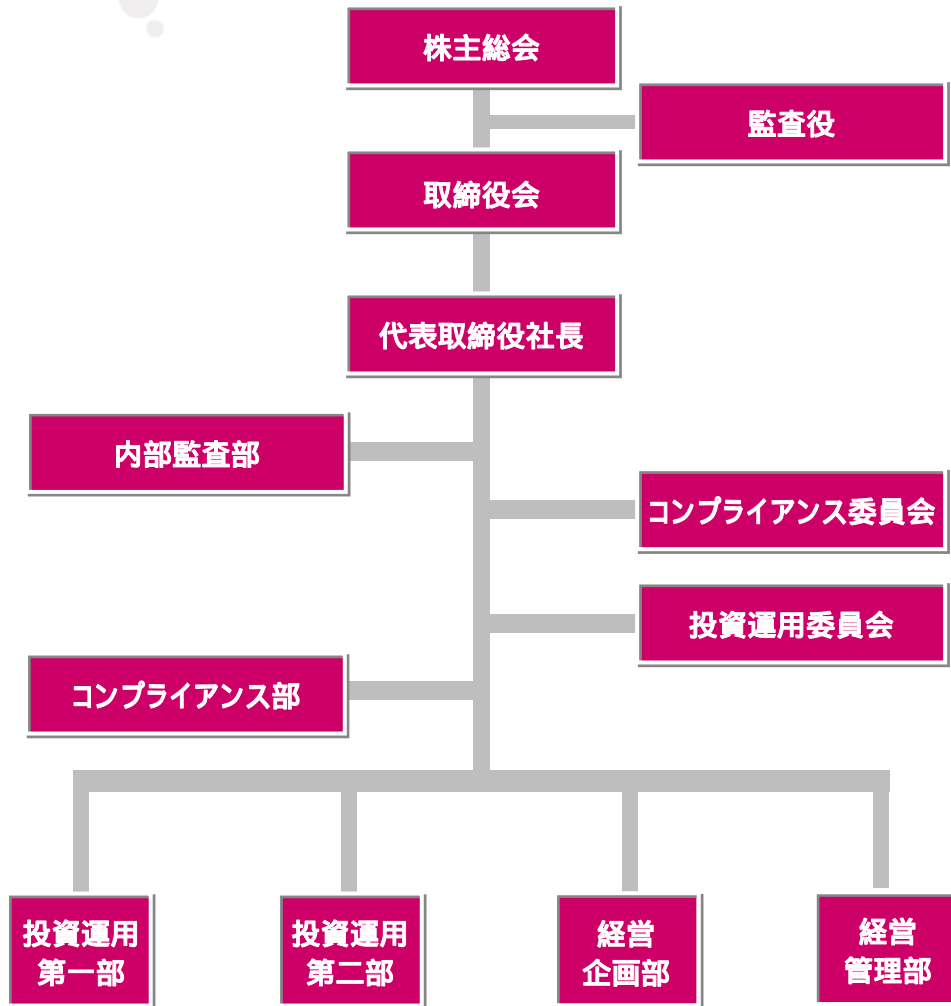 株主総会
監査役
取締役会
代表取締役社長
内部監査部
コンプライアンス委員会
投資運用委員会
コンプライアンス部
投資運用
第一部
投資運用
第二部
経営
企画部
経営
管理部